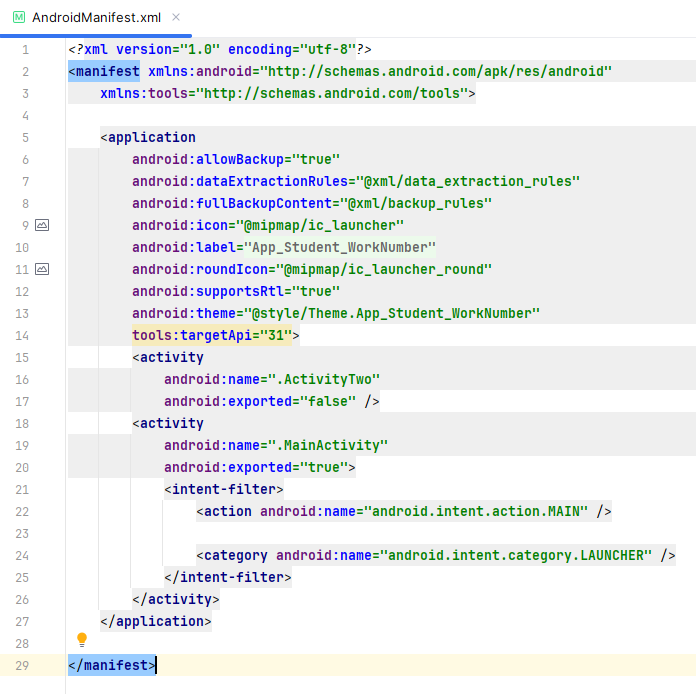 AndroidManifest.xml
1 <?xml version="1.0" encoding="utf-8"?>
2 <manifest xmlns:android="http://schemas.android.com/apk/res/android"
3     xmlns:tools="http://schemas.android.com/tools">
4
5     <application
6         android:allowBackup="true"
7         android:dataExtractionRules="@xml/data_extraction_rules"
8         android:fullBackupContent="@xml/backup_rules"
9         android:icon="@mipmap/ic_launcher"
10         android:label="App_Student_WorkNumber"
11         android:roundIcon="@mipmap/ic_launcher_round"
12         android:supportsRtl="true"
13         android:theme="@style/Theme.App_Student_WorkNumber"
14         tools:targetApi="31">
15         <activity
16             android:name=".ActivityTwo"
17             android:exported="false" />
18         <activity
19             android:name=".MainActivity"
20             android:exported="true">
21             <intent-filter>
22                 <action android:name="android.intent.action.MAIN" />
23
24                 <category android:name="android.intent.category.LAUNCHER" />
25             </intent-filter>
26         </activity>
27     </application>
28
29 </manifest>